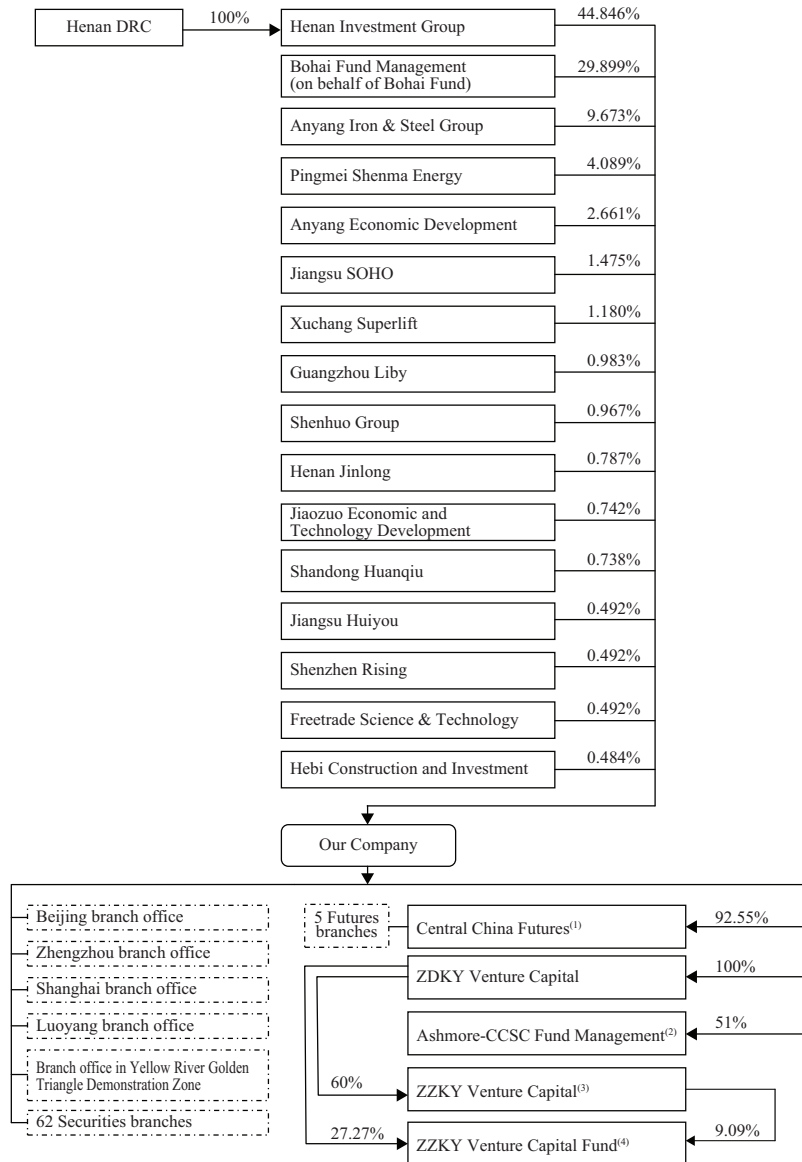 Henan DRC
100%
Henan Investment Group
44.846%
Bohai Fund Management
(on behalf of Bohai Fund)
29.899%
Anyang Iron & Steel Group
9.673%
Pingmei Shenma Energy
4.089%
Anyang Economic Development
2.661%
Jiangsu SOHO
1.475%
Xuchang Superlift
1.180%
Guangzhou Liby
0.983%
Shenhuo Group
0.967%
Henan Jinlong
0.787%
Jiaozuo Economic and
Technology Development
0.742%
Shandong Huanqiu
0.738%
Jiangsu Huiyou
0.492%
Shenzhen Rising
0.492%
Freetrade Science & Technology
0.492%
Hebi Construction and Investment
0.484%
Our Company
Beijing branch office
Zhengzhou branch office
Shanghai branch office
Luoyang branch office
Branch office in Yellow River Golden
Triangle Demonstration Zone
62 Securities branches
5 Futures
branches
Central China Futures(1)
92.55%
ZDKY Venture Capital
100%
Ashmore-CCSC Fund Management(2)
51%
60%
ZZKY Venture Capital(3)
27.27%
ZZKY Venture Capital Fund(4)
9.09%